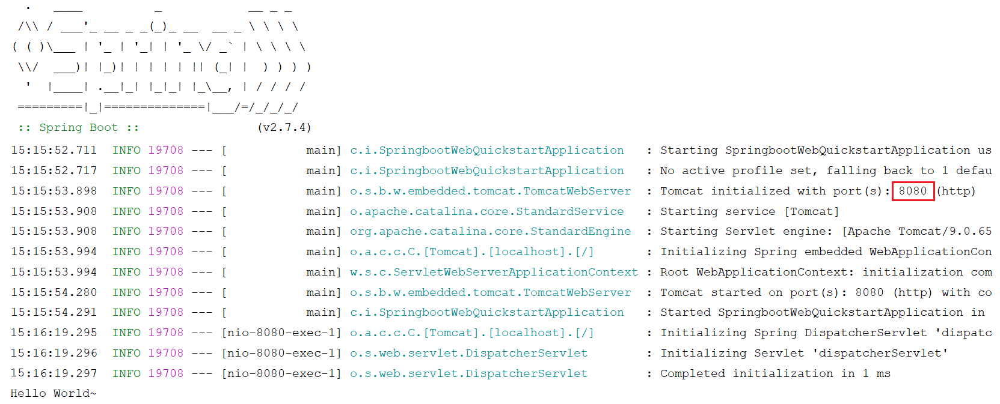 .   ____          _            __ _ _
 /\\ / ___'_ __ _ _(_)_ __  __ _ \ \ \ \
( ( )\___ | '_ | '_| | '_ \/ _` | \ \ \ \
 \\/  ___)| |_)| | | | | || (_| |  ) ) ) )
  '  |____| .__|_| |_|_| |_\__, | / / / /
 =========|_|==============|___/=/_/_/_/
 :: Spring Boot ::                (v2.7.4)
15:15:52.711  INFO 19708 --- [           main] c.i.SpringbootWebQuickstartApplication   : Starting SpringbootWebQuickstartApplication us
15:15:52.717  INFO 19708 --- [           main] c.i.SpringbootWebQuickstartApplication   : No active profile set, falling back to 1 defau
15:15:53.898  INFO 19708 --- [           main] o.s.b.w.embedded.tomcat.TomcatWebServer  : Tomcat initialized with port(s): 8080 (http)
15:15:53.908  INFO 19708 --- [           main] o.apache.catalina.core.StandardService   : Starting service [Tomcat]
15:15:53.908  INFO 19708 --- [           main] org.apache.catalina.core.StandardEngine  : Starting Servlet engine: [Apache Tomcat/9.0.65
15:15:53.994  INFO 19708 --- [           main] o.a.c.c.C.[Tomcat].[localhost].[/]       : Initializing Spring embedded WebApplicationCon
15:15:53.994  INFO 19708 --- [           main] w.s.c.ServletWebServerApplicationContext : Root WebApplicationContext: initialization com
15:15:54.280  INFO 19708 --- [           main] o.s.b.w.embedded.tomcat.TomcatWebServer  : Tomcat started on port(s): 8080 (http) with co
15:15:54.291  INFO 19708 --- [           main] c.i.SpringbootWebQuickstartApplication   : Started SpringbootWebQuickstartApplication in
15:16:19.295  INFO 19708 --- [nio-8080-exec-1] o.a.c.c.C.[Tomcat].[localhost].[/]       : Initializing Spring DispatcherServlet 'dispatc
15:16:19.296  INFO 19708 --- [nio-8080-exec-1] o.s.web.servlet.DispatcherServlet        : Initializing Servlet 'dispatcherServlet'
15:16:19.297  INFO 19708 --- [nio-8080-exec-1] o.s.web.servlet.DispatcherServlet        : Completed initialization in 1 ms
Hello World~